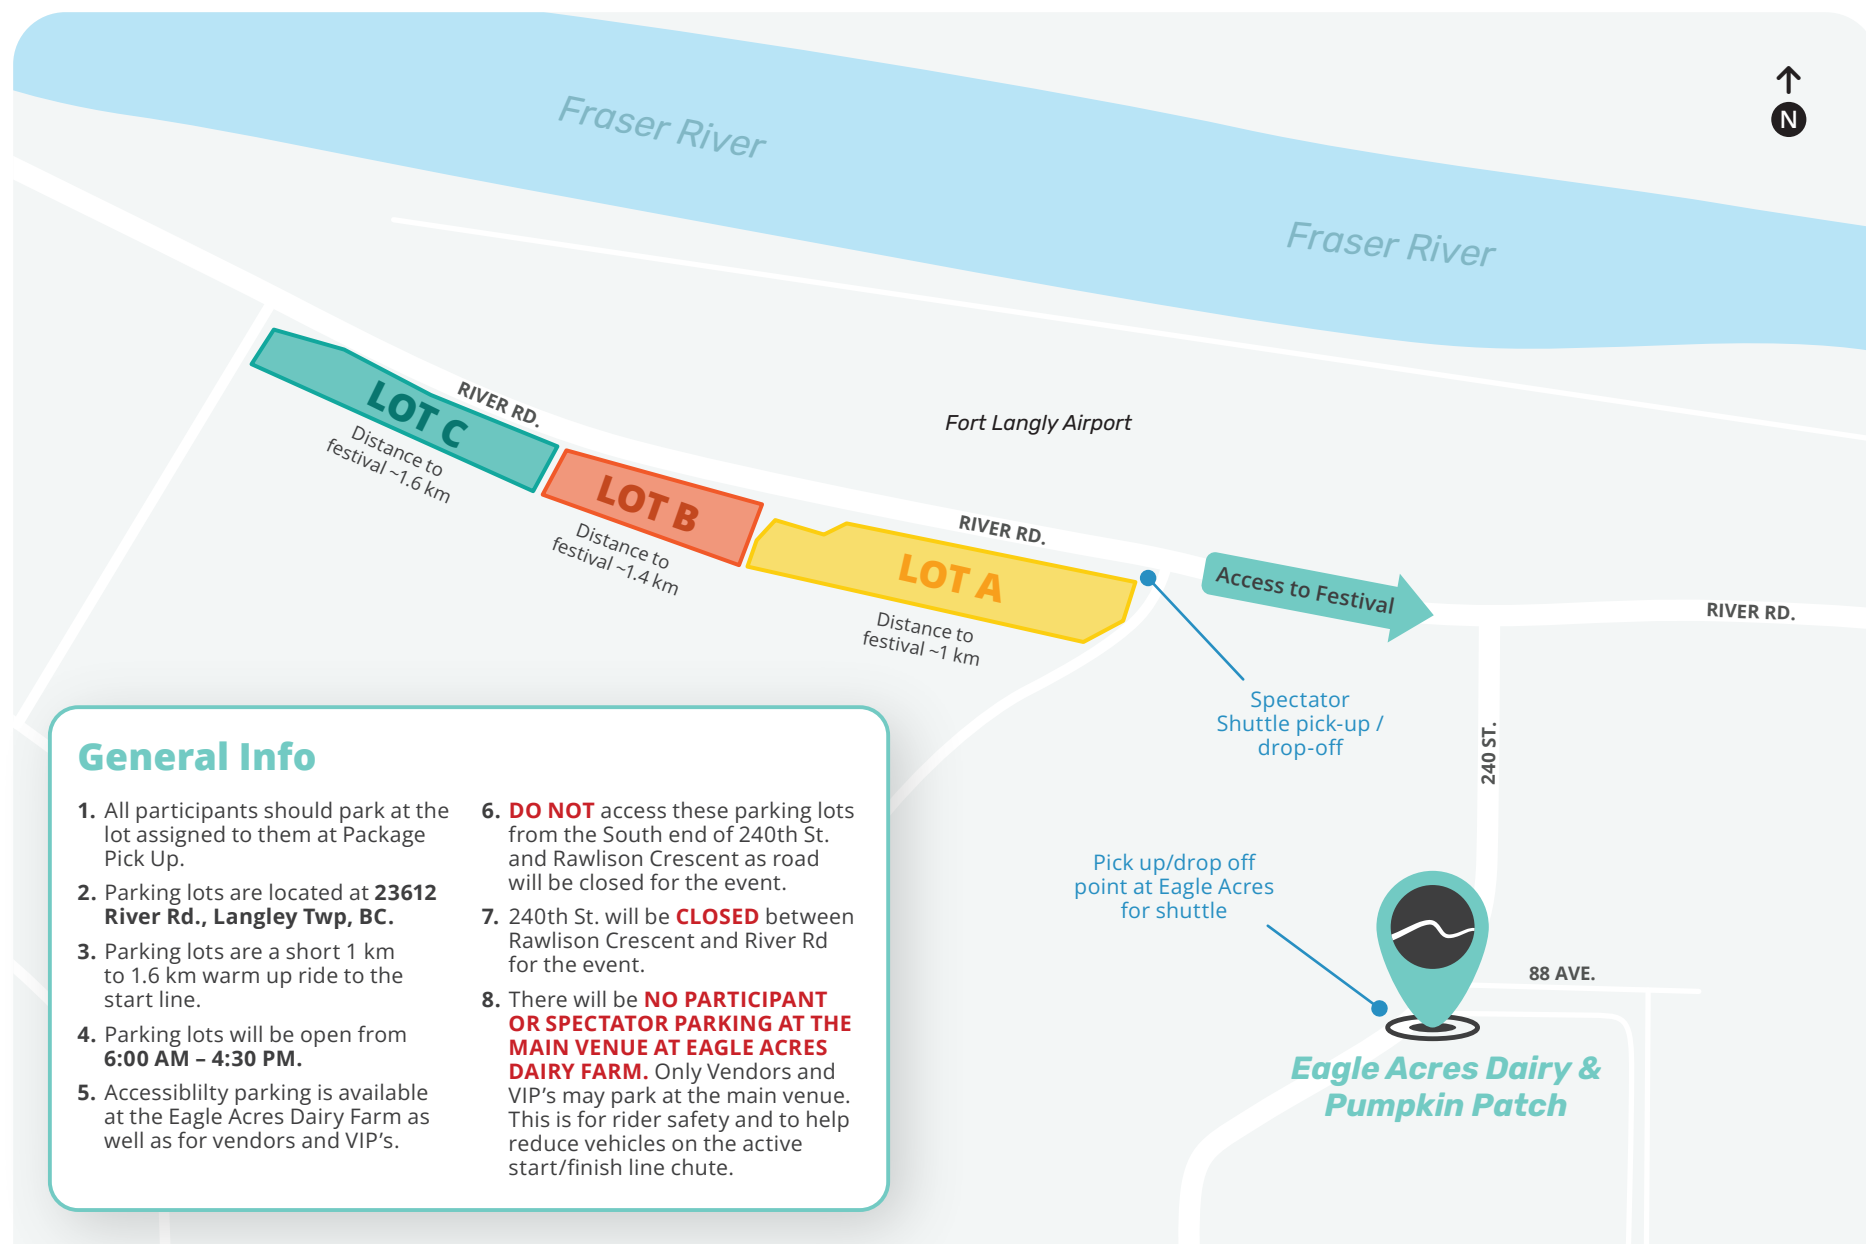 Fraser River
N
Fraser River
RIVER RD.
LOT C
Distance to
festival ~1.6 km
Fort Langly Airport
LOT B
Distance to
festival ~1.4 km
RIVER RD.
LOT A
Distance to
festival ~1 km
Access to Festival
RIVER RD.
Spectator
Shuttle pick-up /
drop-off
240 ST.
Pick up/drop off
point at Eagle Acres
for shuttle
88 AVE.
Eagle Acres Dairy &
Pumpkin Patch
General Info
1. All participants should park at the
lot assigned to them at Package
Pick Up.
2. Parking lots are located at 23612
River Rd., Langley Twp, BC.
3. Parking lots are a short 1 km
to 1.6 km warm up ride to the
start line.
4. Parking lots will be open from
6:00 AM – 4:30 PM.
5. Accessiblilty parking is available
at the Eagle Acres Dairy Farm as
well as for vendors and VIP’s.
6. DO NOT access these parking lots
from the South end of 240th St.
and Rawlison Crescent as road
will be closed for the event.
7. 240th St. will be CLOSED between
Rawlison Crescent and River Rd
for the event.
8. There will be NO PARTICIPANT
OR SPECTATOR PARKING AT THE
MAIN VENUE AT EAGLE ACRES
DAIRY FARM. Only Vendors and
VIP’s may park at the main venue.
This is for rider safety and to help
reduce vehicles on the active
start/finish line chute.